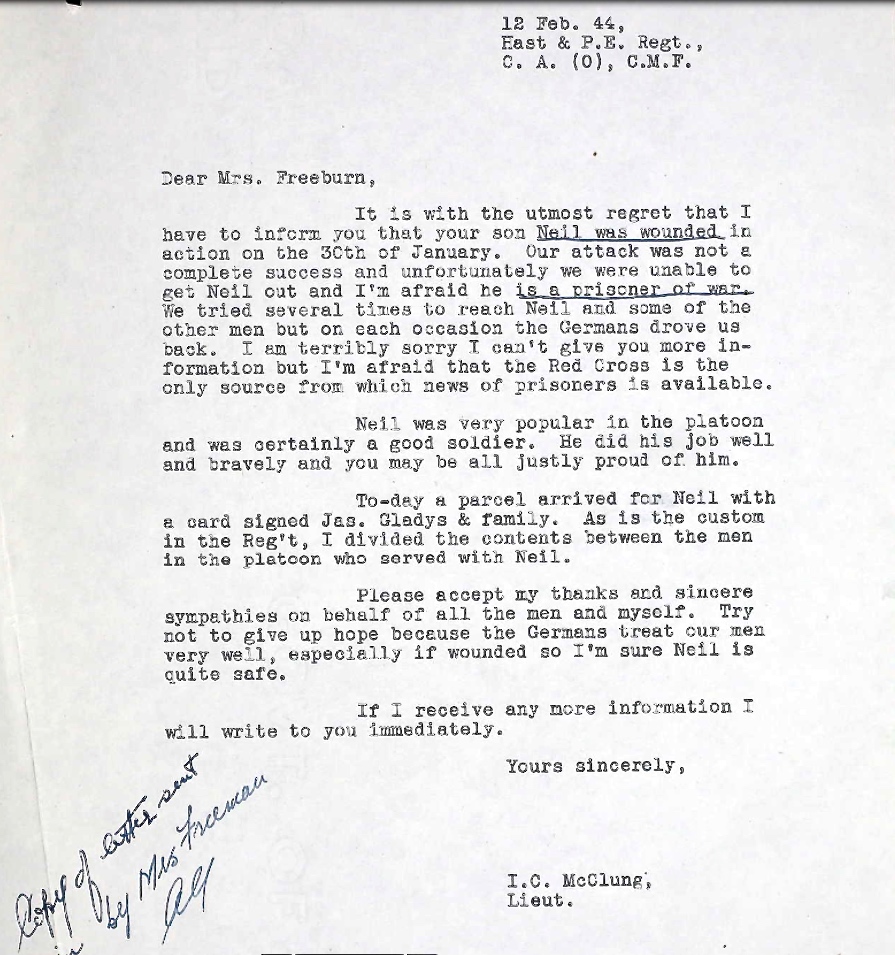 12 Feb. 44,
Hast & P.E. Regt.,
C. A. (O), C.M.F.
Dear Mrs. Freeburn,
It is with the utmost regret that I
have to inform you that your son Neil was wounded in
action on the 30th of January. Our attack was not a
complete success and unfortunately we were unable to
get Neil out and I'm afraid he is a prisoner of war.
We tried several times to reach Neil and some of the
other men but on each occasion the Germans drove us
back. I am terribly sorry I can't give you more in-
formation but I'm afraid that the Red Cross is the
only source from which news of prisoners is available.
Neil was very popular in the platoon
and was certainly a good soldier. He did his job well
and bravely and you may be all justly proud of him.
To-day a parcel arrived for Neil with
a card signed Jas. Gladys & family. As is the custom
in the Reg't, I divided the contents between the men
in the platoon who served with Neil.
Please accept my thanks and sincere
sympathies on behalf of all the men and myself. Try
not to give up hope because the Germans treat our men
very well, especially if wounded so I'm sure Neil is
quite safe.
If I receive any more information I
will write to you immediately.
Yours sincerely,
I.C. McClung,
Lieut.
Copy of letter sent
in by Mrs Freeman